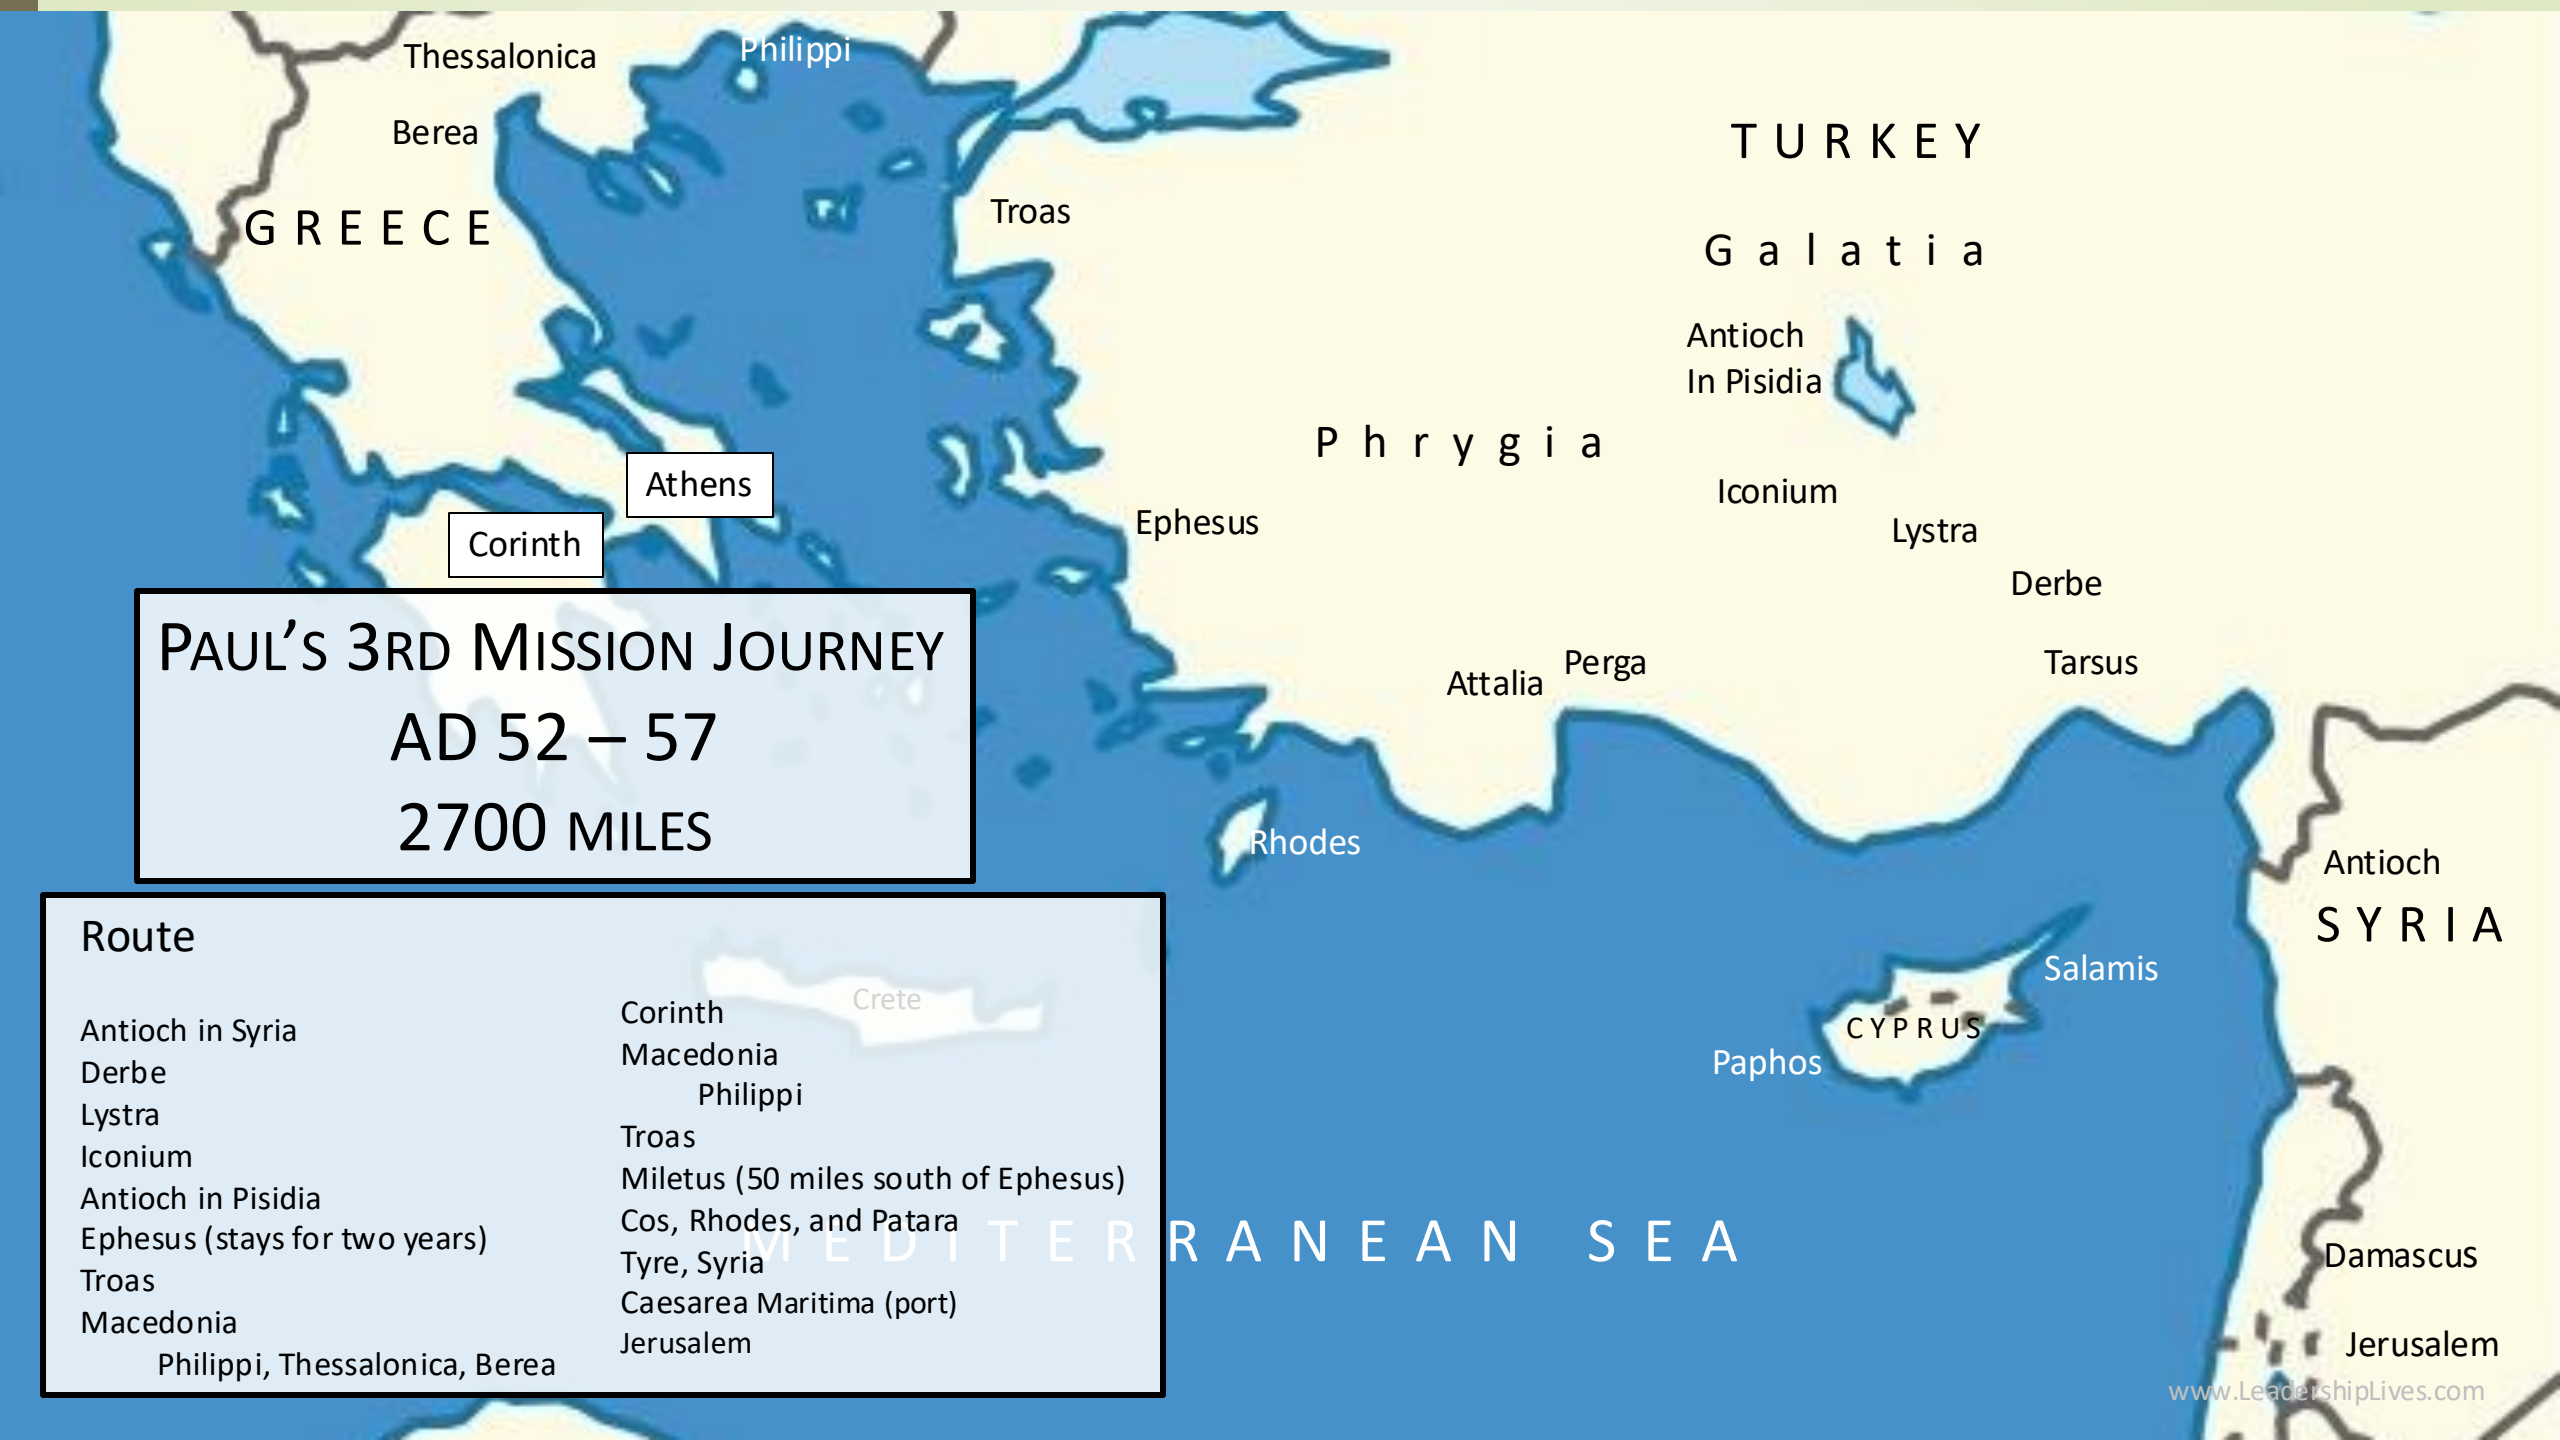 Thessalonica
Philippi
Berea
TURKEY
GREECE
Troas
Galatia
Antioch
In Pisidia
Phrygia
Athens
Iconium
Ephesus
Lystra
Corinth
Derbe
PAUL’S 3RD MISSION JOURNEY
AD 52 – 57
2700 MILES
Perga
Tarsus
Attalia
Rhodes
Antioch
SYRIA
Salamis
CYPRUS
Paphos
Crete
Route
Antioch in Syria
Derbe
Lystra
Iconium
Antioch in Pisidia
Ephesus (stays for two years)
Troas
Macedonia
Philippi, Thessalonica, Berea
Corinth
Macedonia
Philippi
Troas
Miletus (50 miles south of Ephesus)
Cos, Rhodes, and Patara
Tyre, Syria
Caesarea Maritima (port)
Jerusalem
MEDITERRANEAN SEA
Damascus
Jerusalem
www.LeadershipLives.com